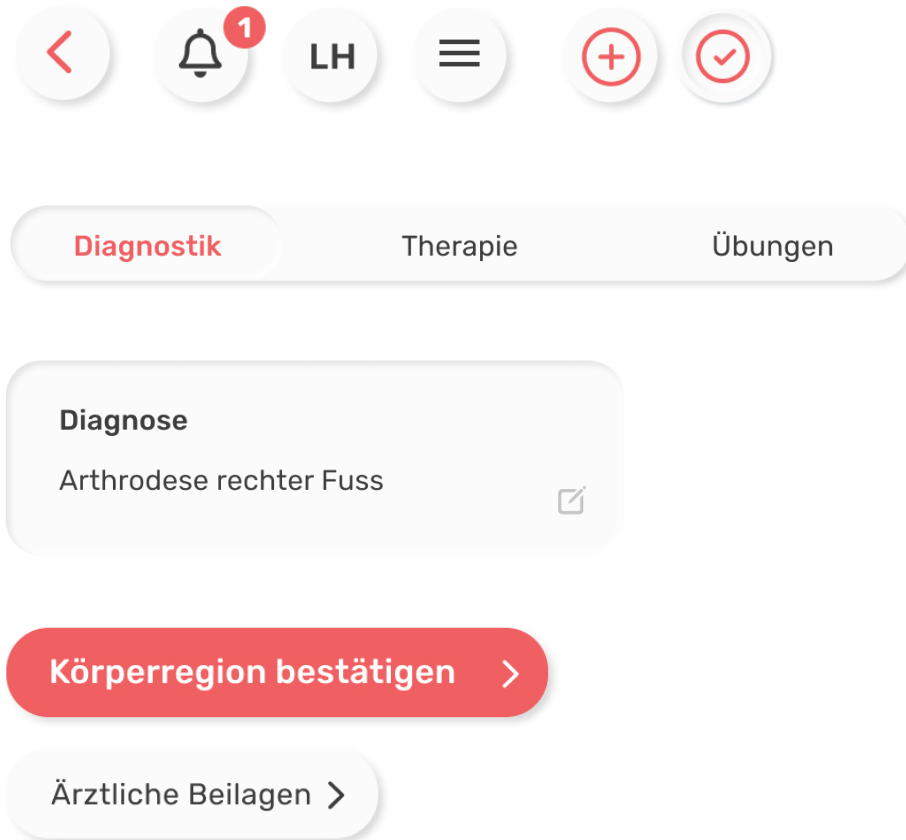 1
LH
Diagnostik Therapie Übungen
Diagnose
Arthrodese rechter Fuss
Körperregion bestätigen
Ärztliche Beilagen